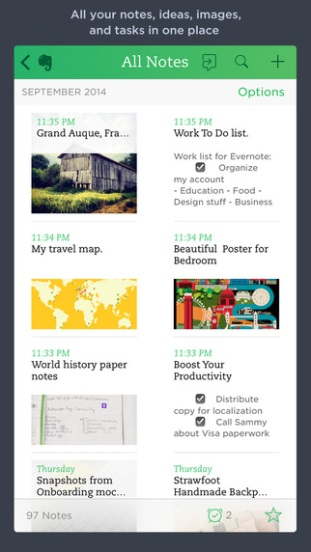 All your notes, ideas, images,
and tasks in one place
All Notes
SEPTEMBER 2014
Options
11:35 PM
Grand Auque, Fra...
11:35 PM
Work To Do list.
Work list for Evernote:
Organize
my account
- Education - Food -
Design stuff - Business
11:34 PM
My travel map.
11:34 PM
Beautiful Poster for
Bedroom
11:33 PM
World history paper
notes
11:33 PM
Boost Your
Productivity
Distribute
copy for localization
Call Sammy
about Visa paperwork
Thursday
Snapshots from
Onboarding moc...
Thursday
Strawfoot
Handmade Backp...
97 Notes
2